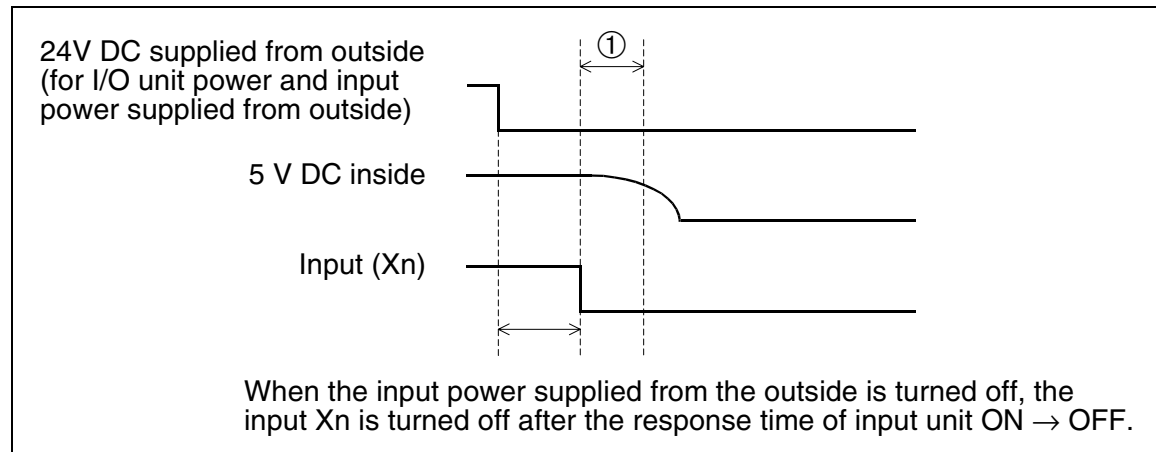 24V DC supplied from outside
(for I/O unit power and input
power supplied from outside)
①
5 V DC inside
Input (Xn)
When the input power supplied from the outside is turned off, the
input Xn is turned off after the response time of input unit ON → OFF.